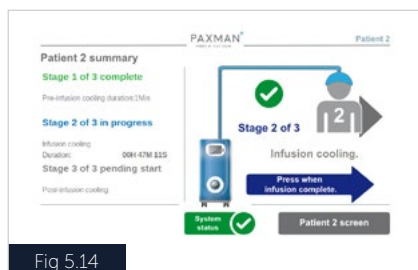 PAXMAN
Patient 2
Patient 2 summary
Stage 1 of 3 complete
Pre-infusion cooling duration:1Min
Stage 2 of 3 in progress
Infusion cooling
Duration: 00H 47M 11S
Stage 3 of 3 pending start
Post-infusion cooling
2
Stage 2 of 3
Infusion cooling.
Press when
infusion complete.
System
status
Patient 2 screen
Fig 5.14